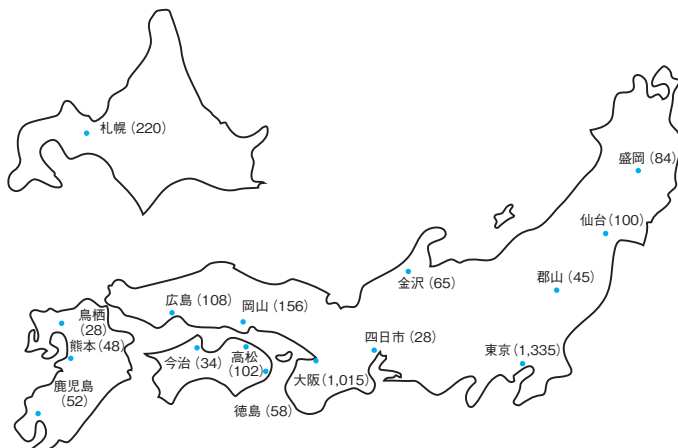 札幌（220）
盛岡（84）
仙台（100）
郡山（45）
金沢（65）
東京（1,335）
四日市（28）
大阪（1,015）
岡山（156）
広島（108）
高松
（102）
今治（34）
徳島（58）
鳥栖
（28）
熊本（48）
鹿児島
（52）